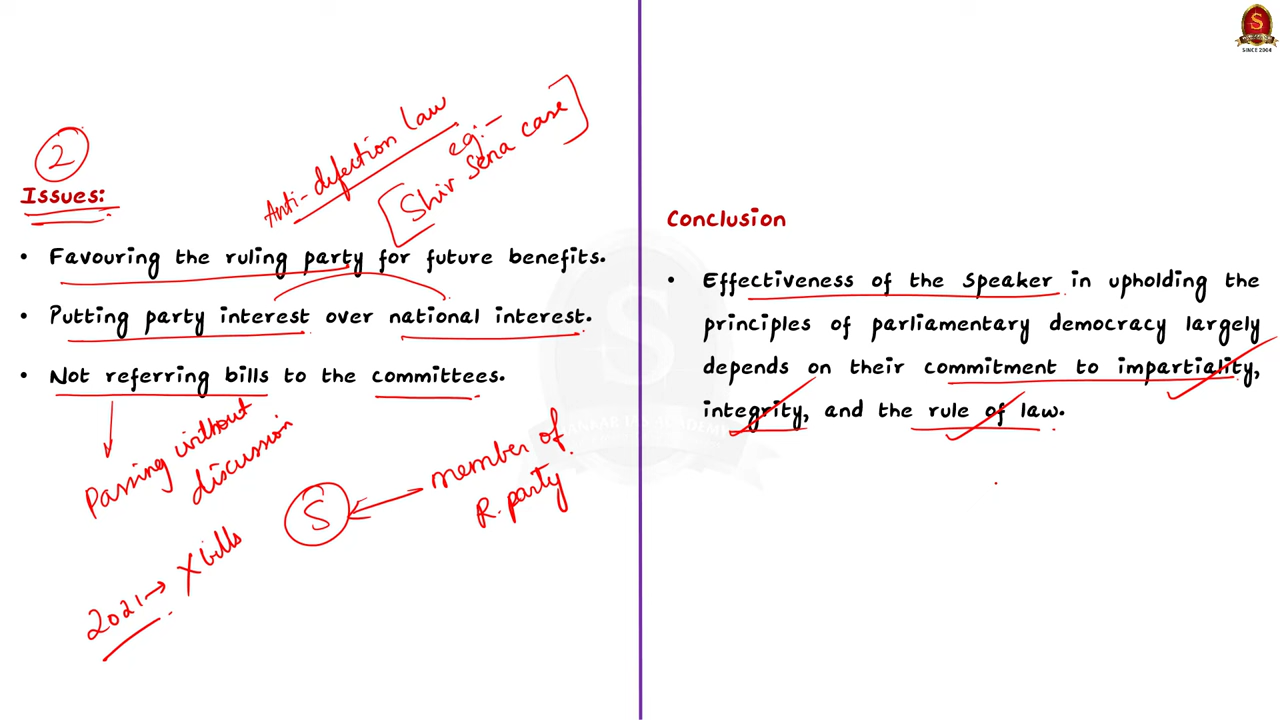 S
SINCE 2004
2
Issues:
Anti-defection law
eg:-
[Shiv Sena case]
• Favouring the ruling party for future benefits.
• Putting party interest over national interest.
• Not referring bills to the committees.
Passing without
discussion
S
member of
R. party
2021 → X bills
Conclusion
• Effectiveness of the Speaker in upholding the
principles of parliamentary democracy largely
depends on their commitment to impartiality,
integrity, and the rule of law.